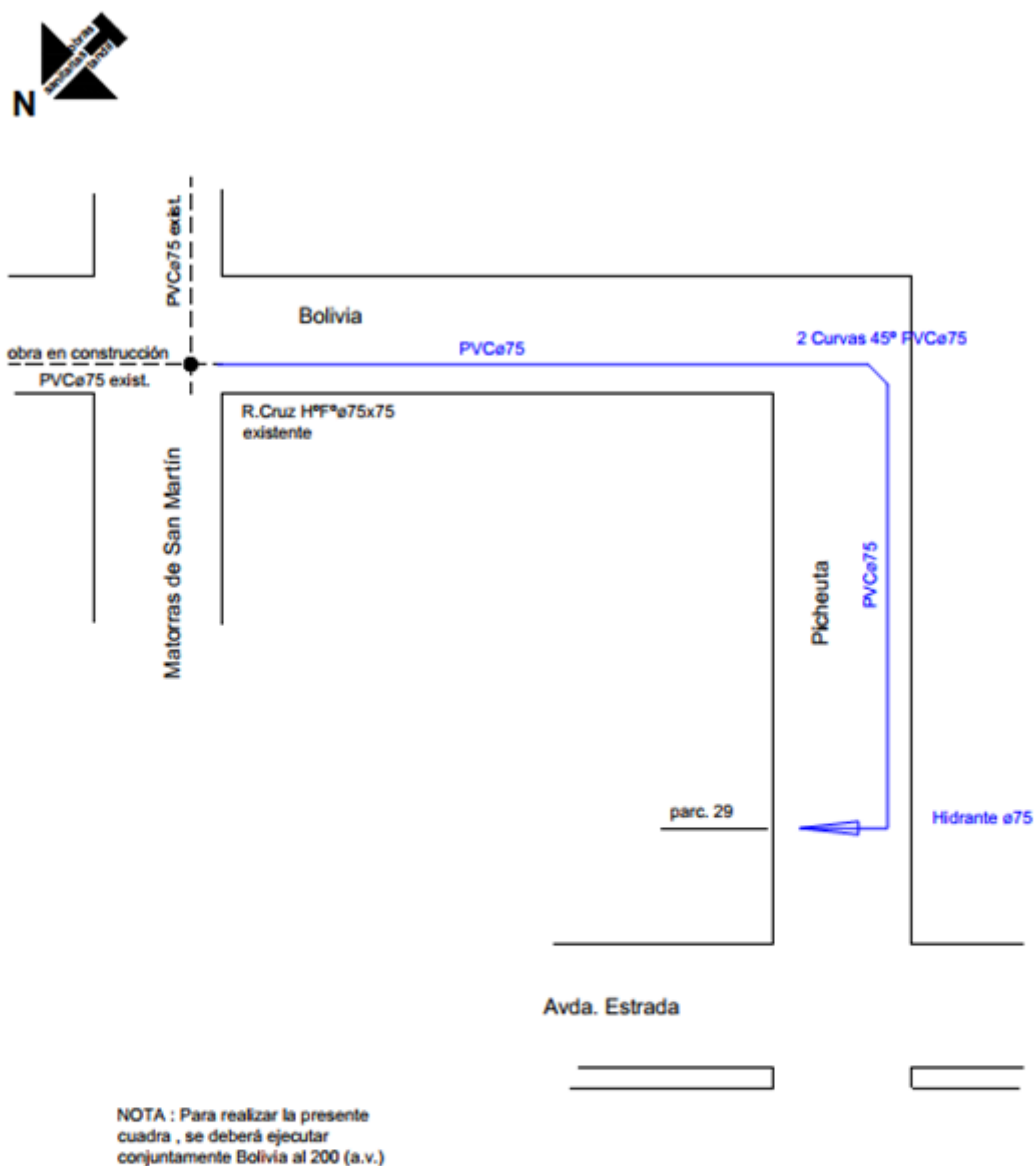 obras
sanitarias
tandil
N
PVCø75 exist.
Bolivia
obra en construcción
PVCø75 exist.
PVCø75
2 Curvas 45º PVCø75
R.Cruz HºFºø75x75
existente
Matorras de San Martín
Picheuta
PVCø75
parc. 29
Hidrante ø75
Avda. Estrada
NOTA : Para realizar la presente
cuadra , se deberá ejecutar
conjuntamente Bolivia al 200 (a.v.)